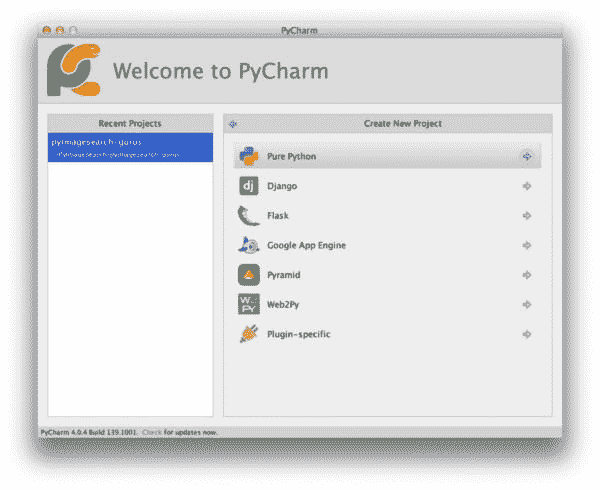 PyCharm
Welcome to PyCharm
Recent Projects
pyimagesearch-gurus
Create New Project
Pure Python
dj
Django
Flask
Google App Engine
Pyramid
Web2Py
Plugin-specific
PyCharm 4.0.4 Build 139.1001. Check for updates now.